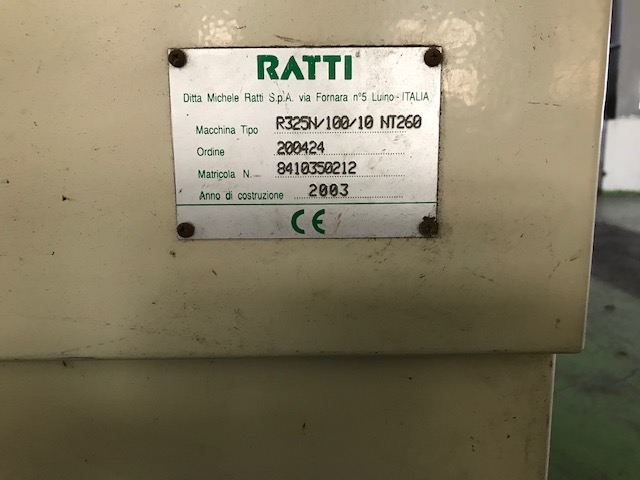 RATTI
Ditta Michele Ratti S.p.A. via Fornara n°5 Luino - ITALIA
Macchina Tipo R325N/100/10 NT260
Ordine 200424
Matricola N. 8410350212
Anno di costruzione 2003
CE